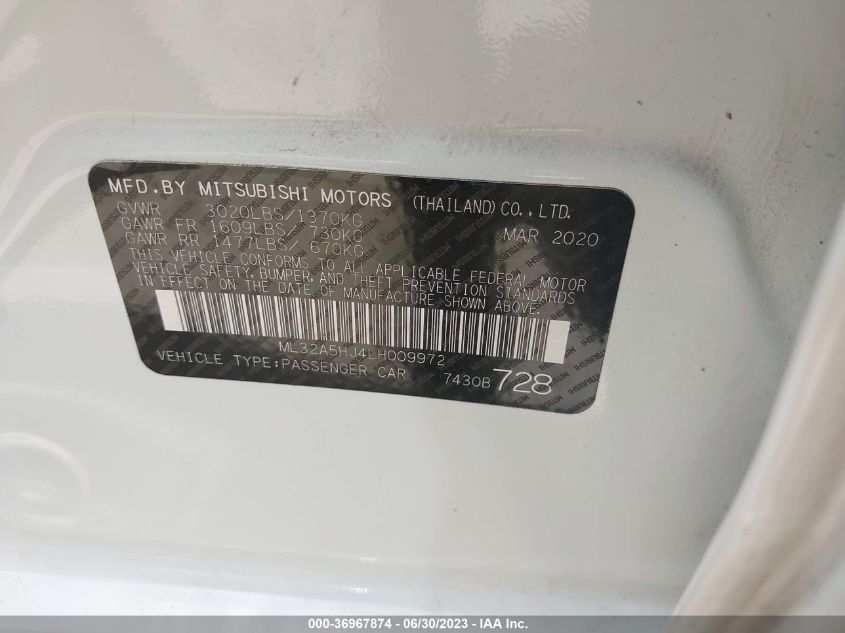 MFD.BY MITSUBISHI MOTORS (THAILAND)CO.,LTD.
GVWR 3020LBS/1370KG MAR 2020
GAWR FR 1609LBS/ 730KG
GAWR RR 1477LBS/ 670KG
THIS VEHICLE CONFORMS TO ALL APPLICABLE FEDERAL MOTOR
VEHICLE SAFETY,BUMPER,AND THEFT PREVENTION STANDARDS
IN EFFECT ON THE DATE OF MANUFACTURE SHOWN ABOVE.
ML32A5HJ4LH009972
VEHICLE TYPE:PASSENGER CAR 7430B 728
000-36967874 / 06/30/2023 - © IAA Inc.